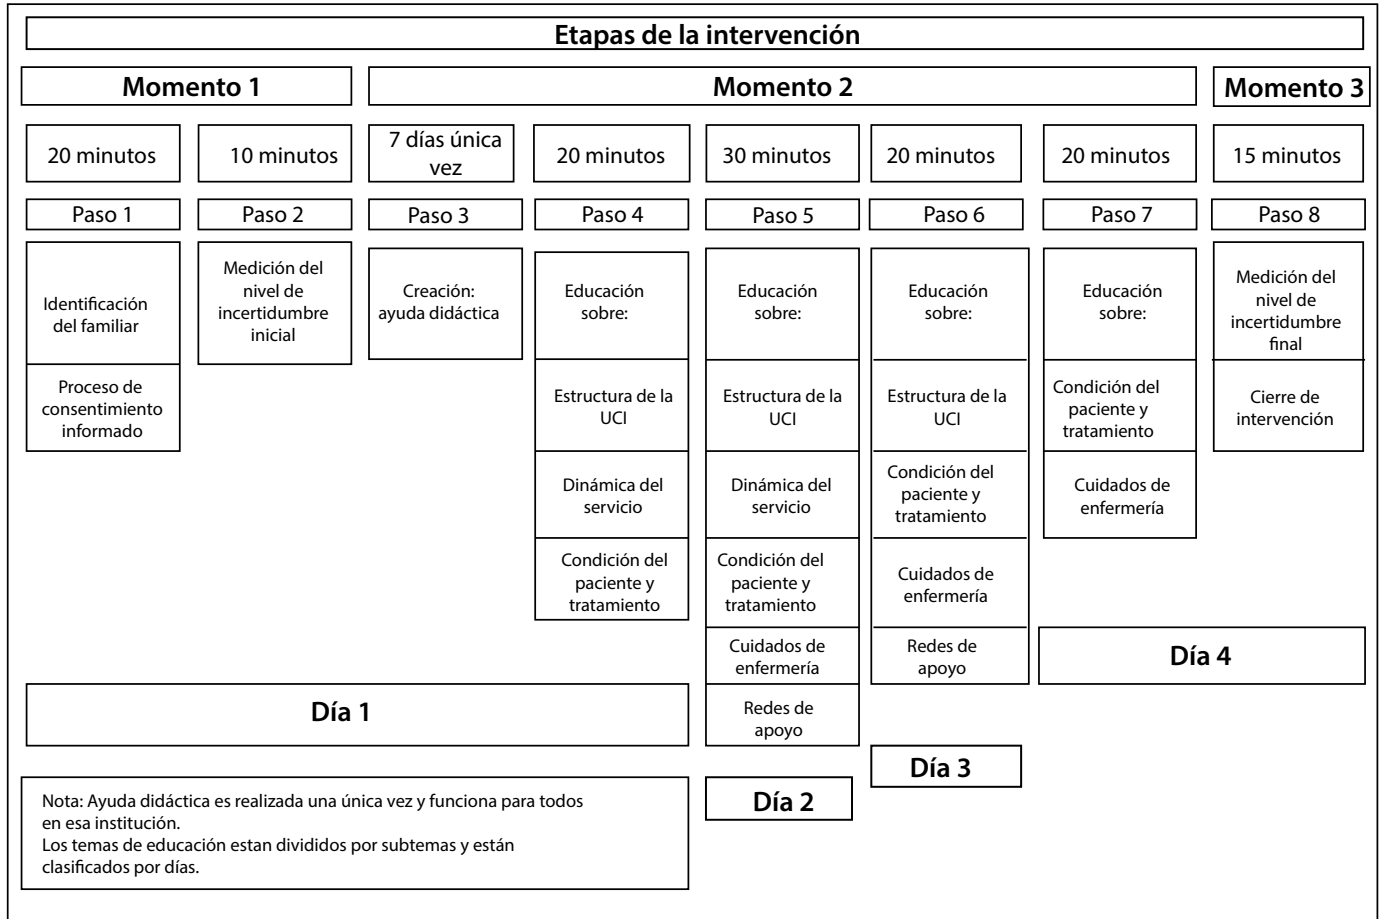 Etapas de la intervención
Momento 1
Momento 2
Momento 3
20 minutos
10 minutos
7 días única
vez
20 minutos
30 minutos
20 minutos
20 minutos
15 minutos
Paso 1
Paso 2
Paso 3
Paso 4
Paso 5
Paso 6
Paso 7
Paso 8
Identificación
del familiar
Proceso de
consentimiento
informado
Medición del
nivel de
incertidumbre
inicial
Creación:
ayuda didáctica
Educación
sobre:
Estructura de la
UCI
Dinámica del
servicio
Condición del
paciente y
tratamiento
Educación
sobre:
Estructura de la
UCI
Dinámica del
servicio
Condición del
paciente y
tratamiento
Cuidados de
enfermería
Redes de
apoyo
Educación
sobre:
Estructura de la
UCI
Condición del
paciente y
tratamiento
Cuidados de
enfermería
Redes de
apoyo
Educación
sobre:
Condición del
paciente y
tratamiento
Cuidados de
enfermería
Medición del
nivel de
incertidumbre
final
Cierre de
intervención
Día 1
Día 2
Día 3
Día 4
Nota: Ayuda didáctica es realizada una única vez y funciona para todos
en esa institución.
Los temas de educación estan divididos por subtemas y están
clasificados por días.